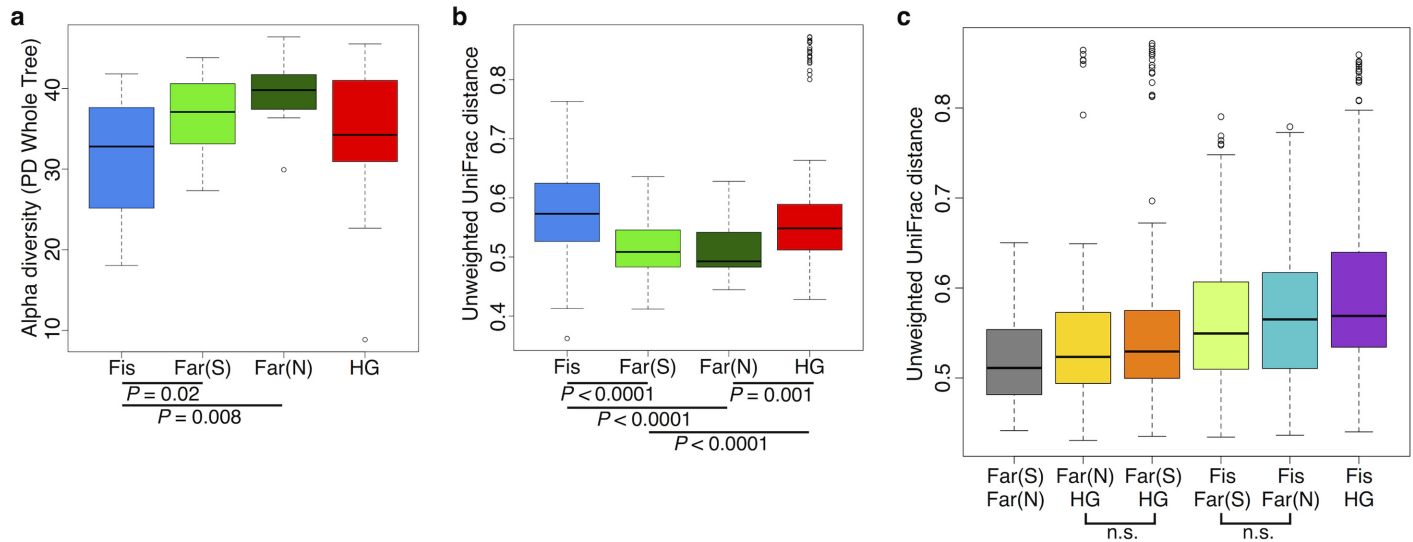 a
Alpha diversity (PD Whole Tree)
40
30
20
10
Fis Far(S) Far(N) HG
P = 0.02
P = 0.008
b
Unweighted UniFrac distance
0.8
0.7
0.6
0.5
0.4
Fis Far(S) Far(N) HG
P < 0.0001 P = 0.001
P < 0.0001
P < 0.0001
c
Unweighted UniFrac distance
0.8
0.7
0.6
0.5
Far(S) Far(N) Far(S) Fis Fis Fis
Far(N) HG HG Far(S) Far(N) HG
n.s. n.s.